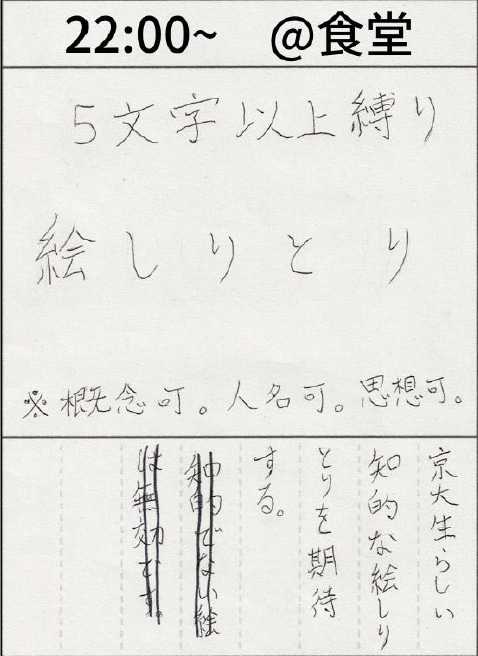 22:00~ @食堂
5文字以上縛り
絵しりとり
※概念可。人名可。思想可。
京大生らしい
知的な絵しり
とりを期待
する。
知的でない絵
は無効です。